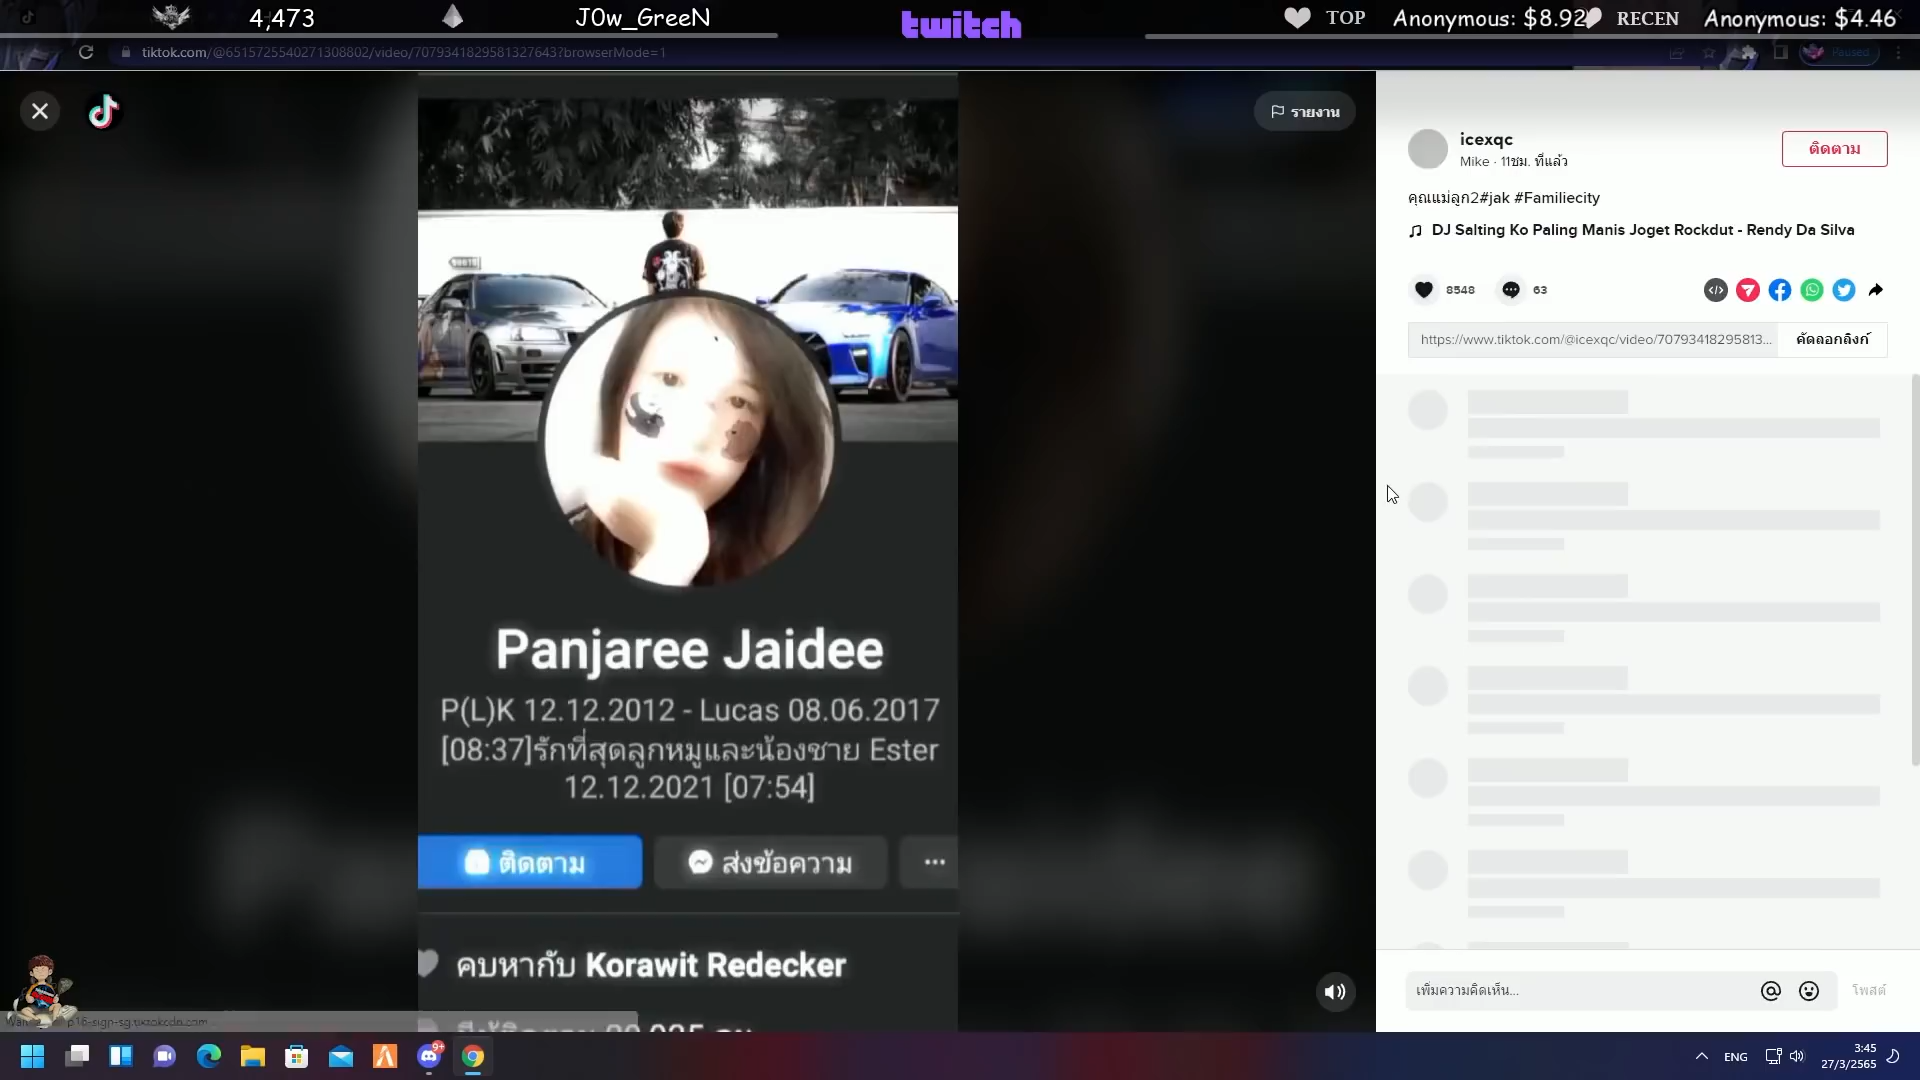 4,473
J0w_GreeN
twitch
TOP
Anonymous: $8.92
RECEN
Anonymous: $4.46
tiktok.com/@6515725540271308802/video/7079341829581327643?browserMode=1
Paused
รายงาน
icexqc
Mike · 11ชม. ที่แล้ว
ติดตาม
คุณแม่ลูก2#jak #Familiecity
DJ Salting Ko Paling Manis Joget Rockdut - Rendy Da Silva
8548
63
https://www.tiktok.com/@icexqc/video/70793418295813...
คัดลอกลิงก์
Panjaree Jaidee
P(L)K 12.12.2012 - Lucas 08.06.2017
[08:37]รักที่สุดลูกหมูและน้องชาย Ester
12.12.2021 [07:54]
ติดตาม
ส่งข้อความ
คบหากับ Korawit Redecker
เพิ่มความคิดเห็น...
โพสต์
9+
ENG
3:45
27/3/2565